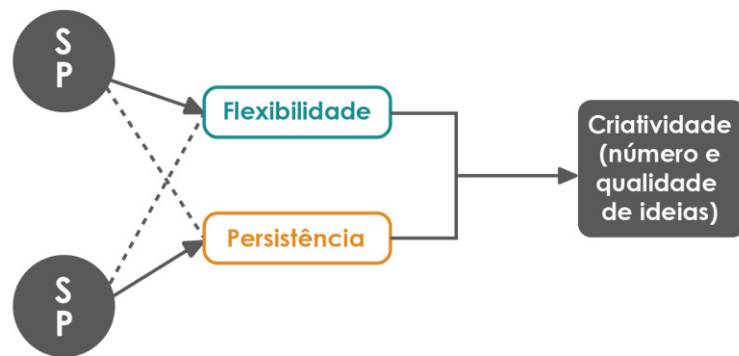 S
P
Flexibilidade
Persistência
S
P
Criatividade
(número e
qualidade
de ideias)